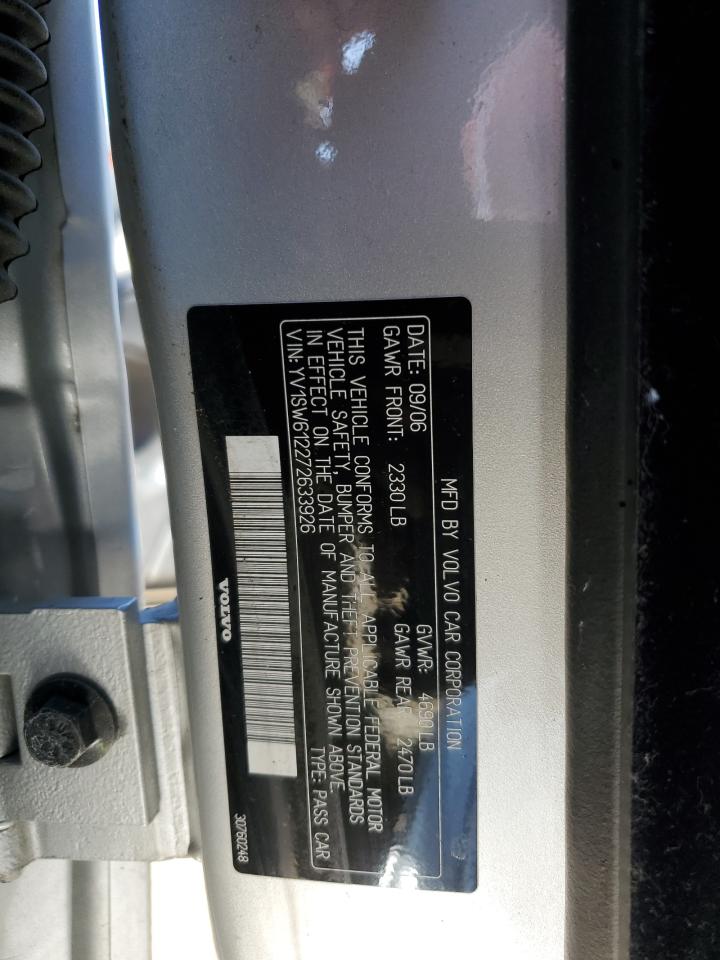 MFD BY VOLVO CAR CORPORATION
DATE: 09/06 GVWR: 4690 LB
GAWR FRONT: 2330 LB GAWR REAR 2470 LB
THIS VEHICLE CONFORMS TO ALL APPLICABLE FEDERAL MOTOR
VEHICLE SAFETY, BUMPER AND THEFT PREVENTION STANDARDS
IN EFFECT ON THE DATE OF MANUFACTURE SHOWN ABOVE.
VIN: YV1SW612272633926 TYPE: PASS CAR
VOLVO
30760248